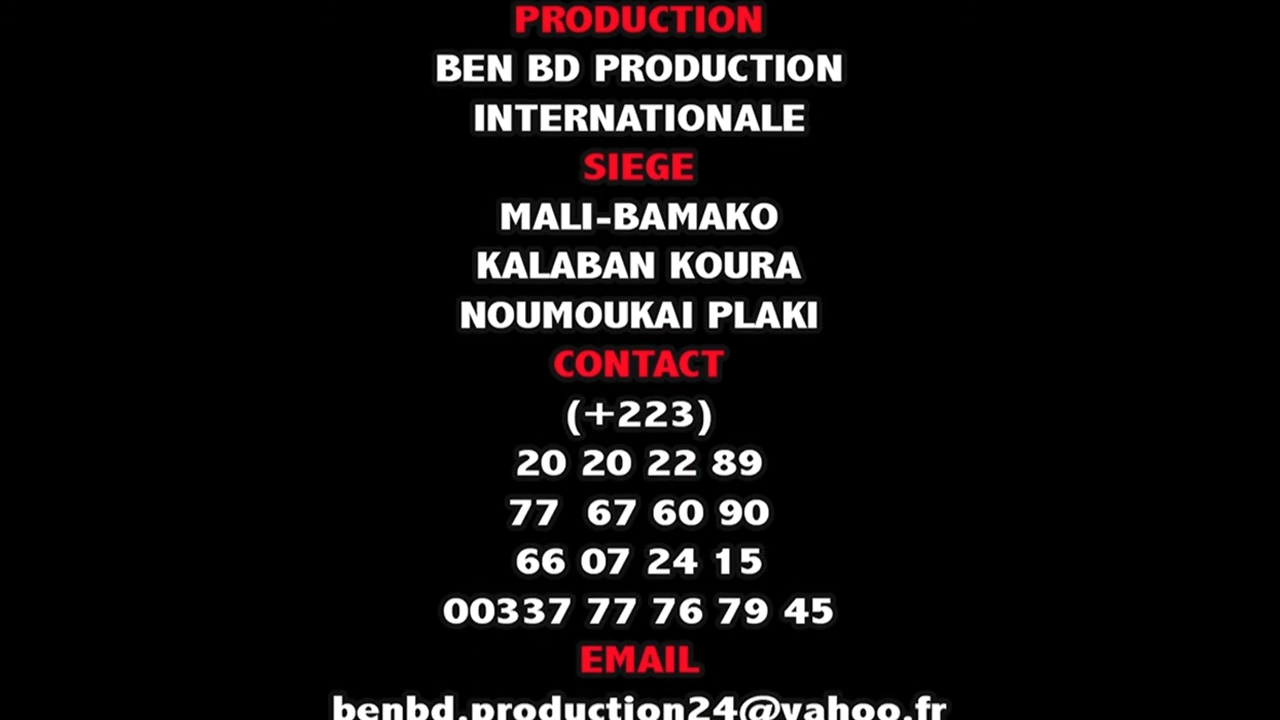 PRODUCTION
BEN BD PRODUCTION
INTERNATIONALE
SIEGE
MALI-BAMAKO
KALABAN KOURA
NOUMOUKAI PLAKI
CONTACT
(+223)
20 20 22 89
77  67 60 90
66 07 24 15
00337 77 76 79 45
EMAIL
benbd.production24@yahoo.fr